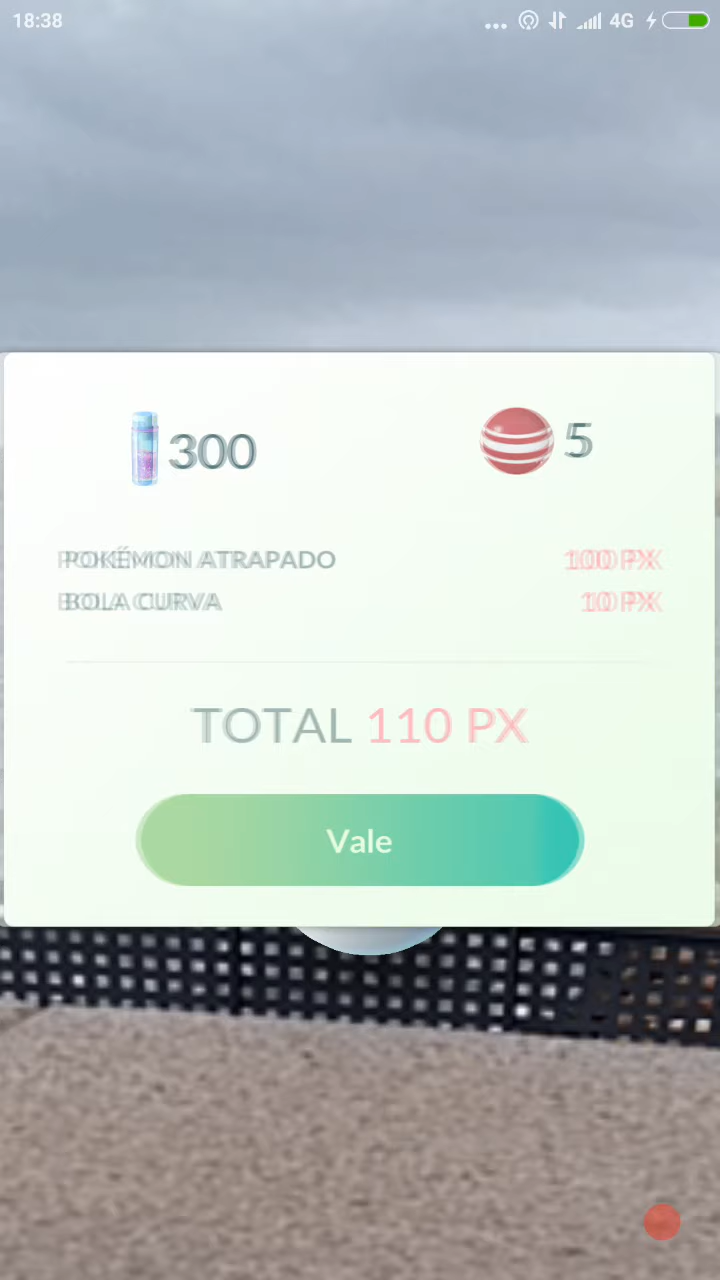 18:38
4G
300
5
POKÉMON ATRAPADO
100 PX
BOLA CURVA
10 PX
TOTAL 110 PX
Vale